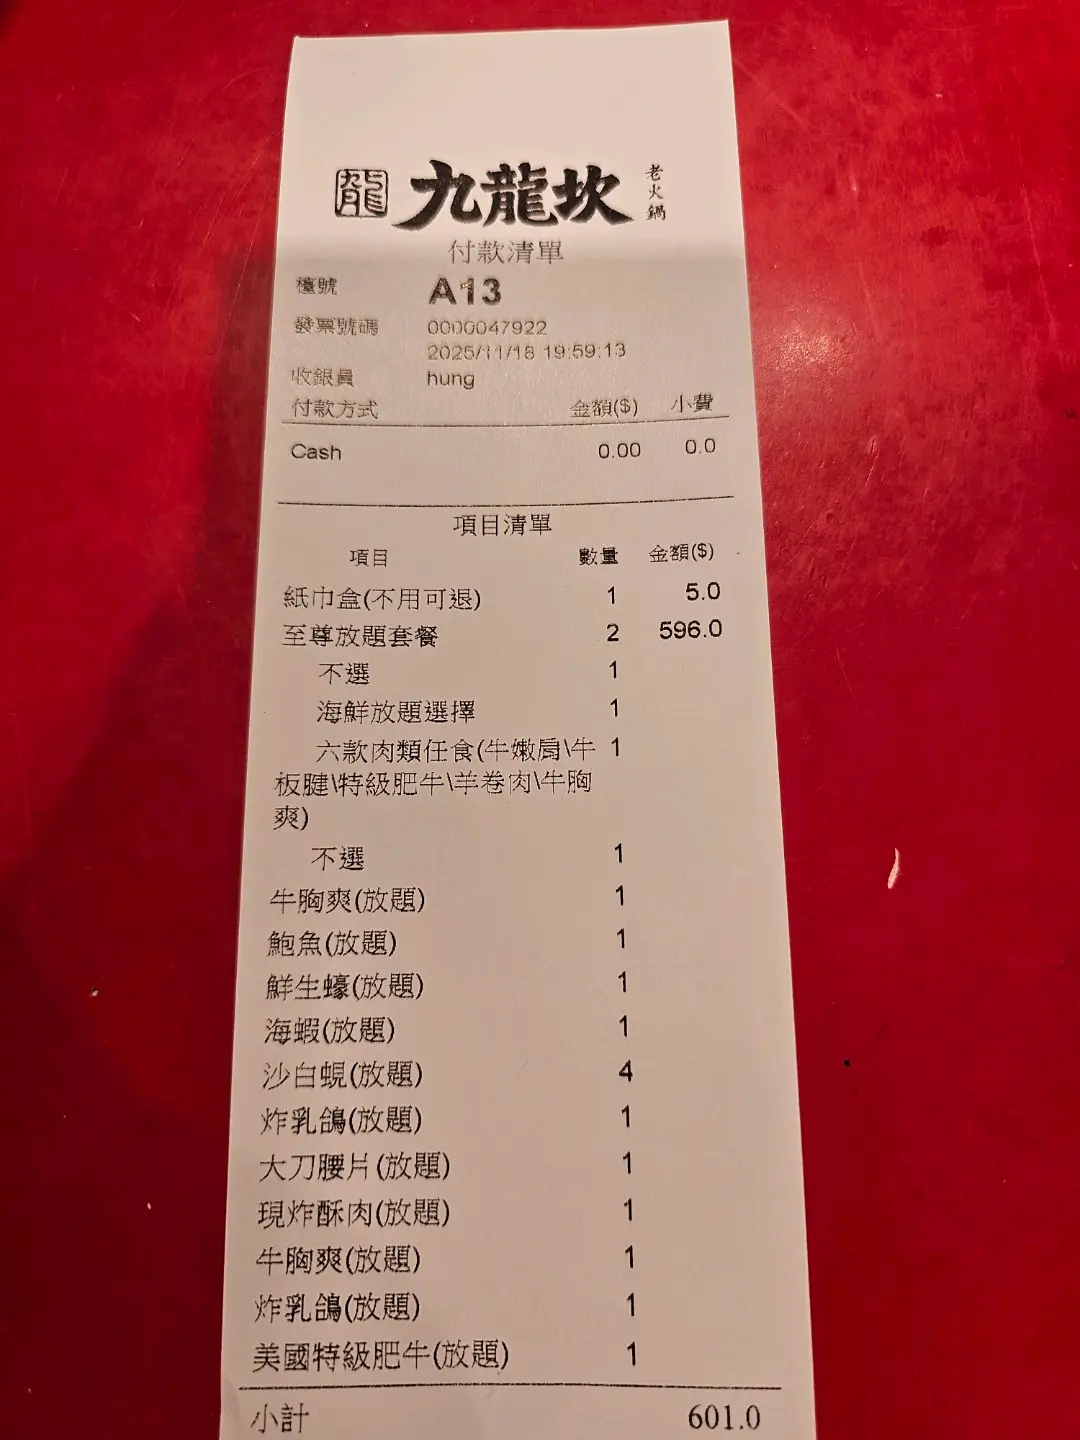 龍 九龍坎 老火鍋
付款清單
檯號 A13
發票號碼 0000047922
2025/11/18 19:59:13
收銀員 hung
付款方式 金額($) 小費
Cash 0.00 0.0
項目清單
項目 數量 金額($)
紙巾盒(不用可退) 1 5.0
至尊放題套餐 2 596.0
不選 1
海鮮放題選擇 1
六款肉類任食(牛嫩肩\牛 1
板腱\特級肥牛\羊卷肉\牛胸
爽)
不選 1
牛胸爽(放題) 1
鮑魚(放題) 1
鮮生蠔(放題) 1
海蝦(放題) 1
沙白蜆(放題) 4
炸乳鴿(放題) 1
大刀腰片(放題) 1
現炸酥肉(放題) 1
牛胸爽(放題) 1
炸乳鴿(放題) 1
美國特級肥牛(放題) 1
小計 601.0